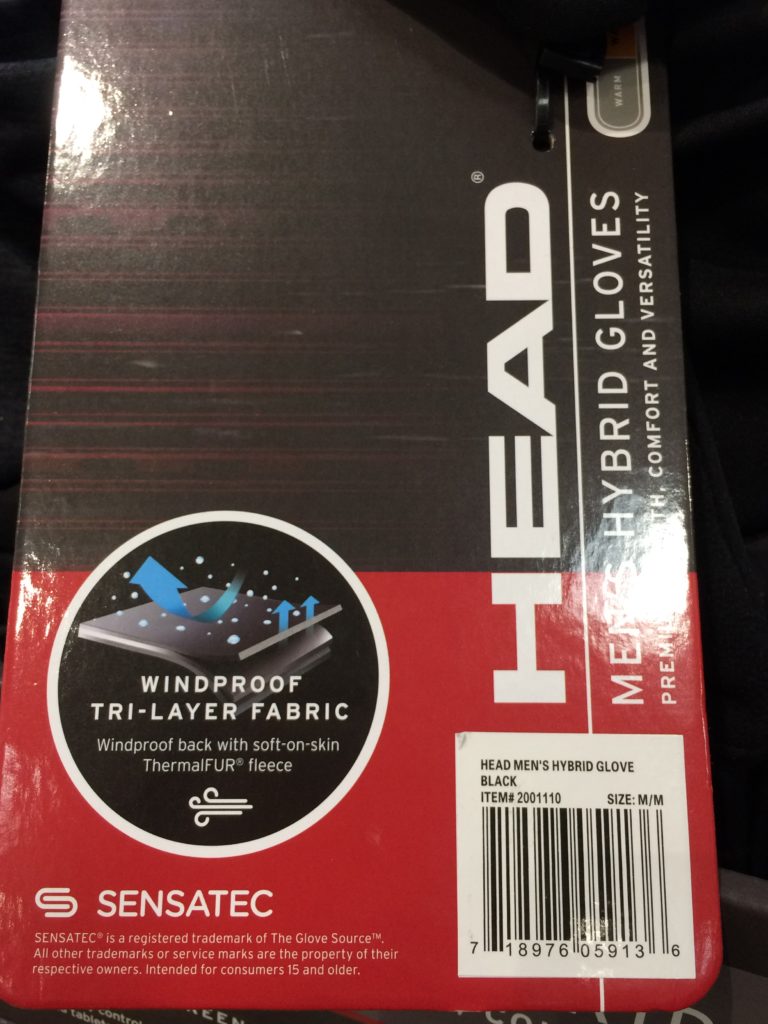 WARM
HEAD®
MEN'S HYBRID GLOVES
COMFORT AND VERSATILITY
WINDPROOF
TRI-LAYER FABRIC
Windproof back with soft-on-skin
ThermalFUR® fleece
SENSATEC
SENSATEC® is a registered trademark of The Glove Source™.
All other trademarks or service marks are the property of their
respective owners. Intended for consumers 15 and older.
HEAD MEN'S HYBRID GLOVE
BLACK
ITEM# 2001110 SIZE: M/M
7 18976 05913 6